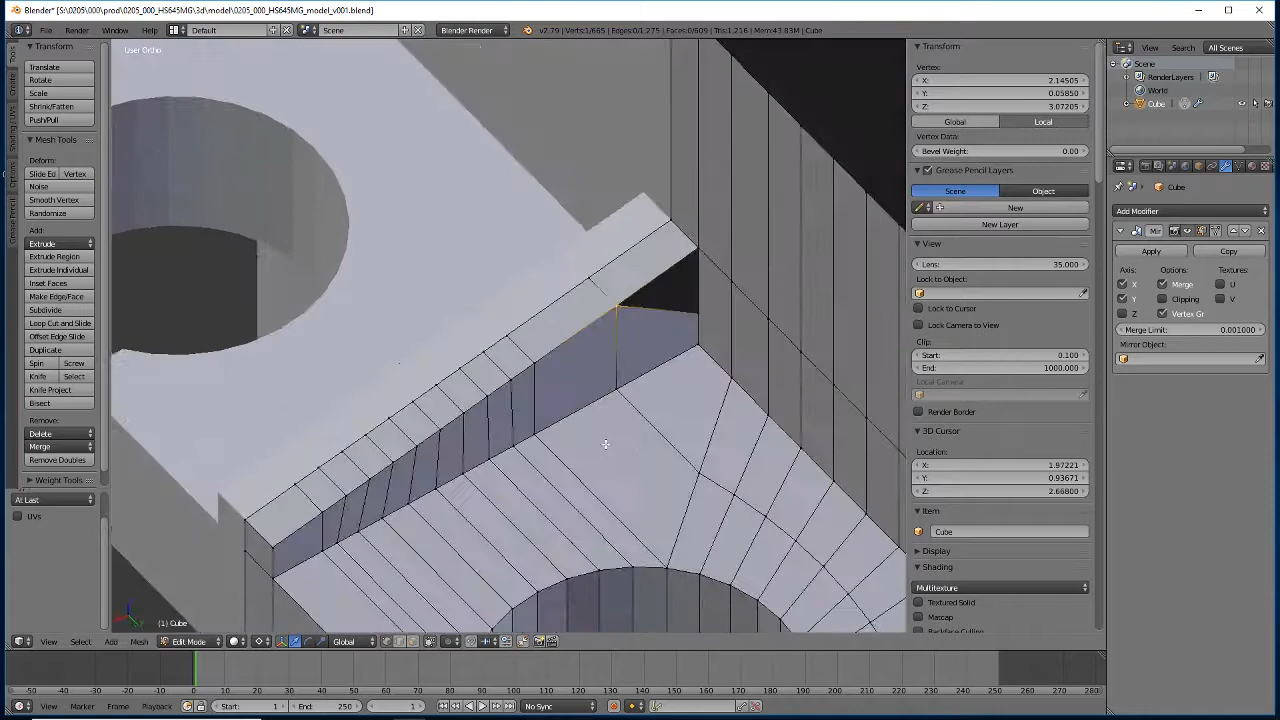 Blender* [S:\0205\000\prod\0205_000_HS645MG\3d\model\0205_000_HS645MG_model_v001.blend]
File Render Window Help Default Scene Blender Render v2.79 | Verts:1/665 | Edges:0/1,275 | Faces:0/609 | Tris:1,216 | Mem:43.83M | Cube
View Search All Scenes
Scene
RenderLayers
World
Cube
Cube
Add Modifier
Mir
Apply Copy
Axis: Options: Textures:
X Merge U
Y Clipping V
Z Vertex Gr
Merge Limit: 0.001000
Mirror Object:
Tools Create Shading / UVs Options Grease Pencil
Transform
Translate
Rotate
Scale
Shrink/Fatten
Push/Pull
Mesh Tools
Deform:
Slide Ed Vertex
Noise
Smooth Vertex
Randomize
Add:
Extrude
Extrude Region
Extrude Individual
Inset Faces
Make Edge/Face
Subdivide
Loop Cut and Slide
Offset Edge Slide
Duplicate
Spin Screw
Knife Select
Knife Project
Bisect
Remove:
Delete
Merge
Remove Doubles
Weight Tools
At Last
UVs
User Ortho
(1) Cube
Transform
Vertex:
X: 2.14505
Y: 0.05850
Z: 3.07205
Global Local
Vertex Data:
Bevel Weight: 0.00
Grease Pencil Layers
Scene Object
New
New Layer
View
Lens: 35.000
Lock to Object:
Lock to Cursor
Lock Camera to View
Clip:
Start: 0.100
End: 1000.000
Local Camera:
Render Border
3D Cursor
Location:
X: 1.97221
Y: 0.93671
Z: 2.66800
Item
Cube
Display
Shading
Multitexture
Textured Solid
Matcap
Backface Culling
View Select Add Mesh Edit Mode Global
-50 -40 -30 -20 -10 0 10 20 30 40 50 60 70 80 90 100 110 120 130 140 150 160 170 180 190 200 210 220 230 240 250 260 270 280
View Marker Frame Playback Start: 1 End: 250 1 No Sync